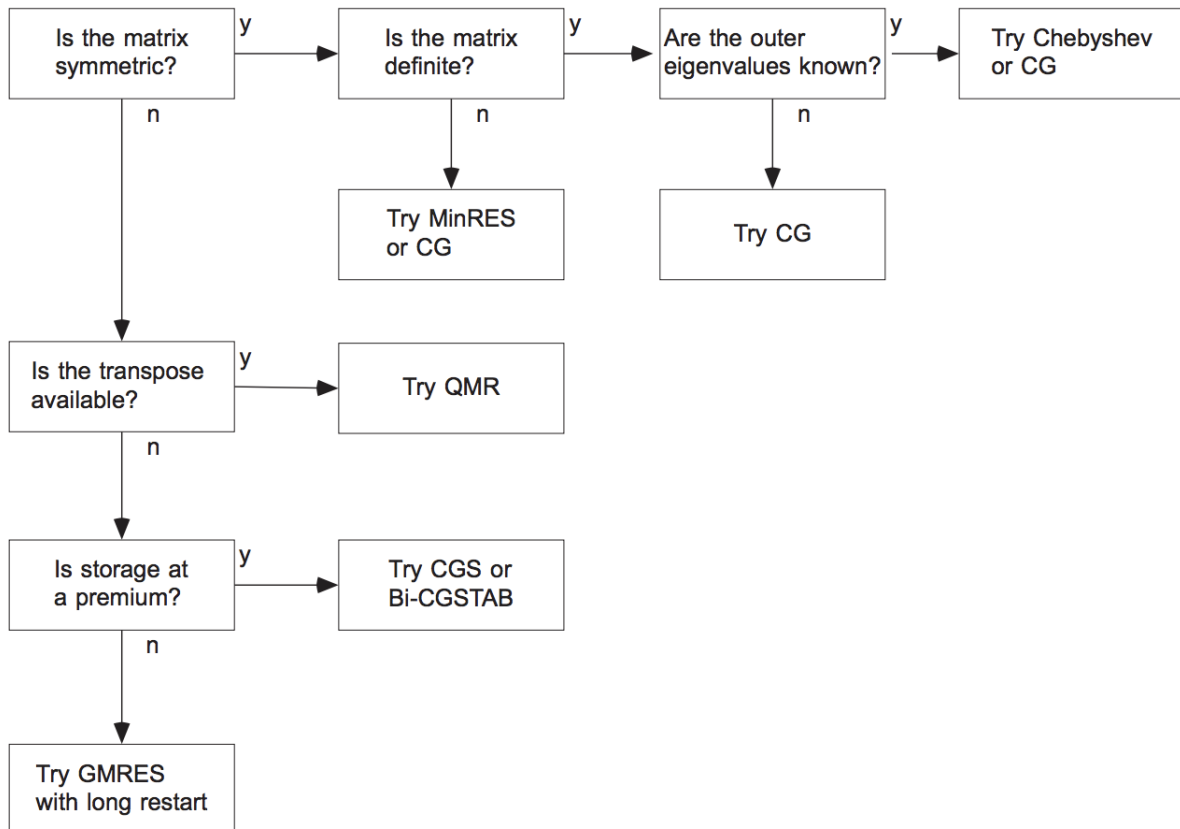 Is the matrix
symmetric?
y
n
Is the matrix
definite?
y
n
Are the outer
eigenvalues known?
y
n
Try Chebyshev
or CG
Try MinRES
or CG
Try CG
Is the transpose
available?
y
n
Try QMR
Is storage at
a premium?
y
n
Try CGS or
Bi-CGSTAB
Try GMRES
with long restart